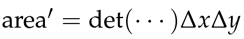 area′ = det(· · ·)ΔxΔy